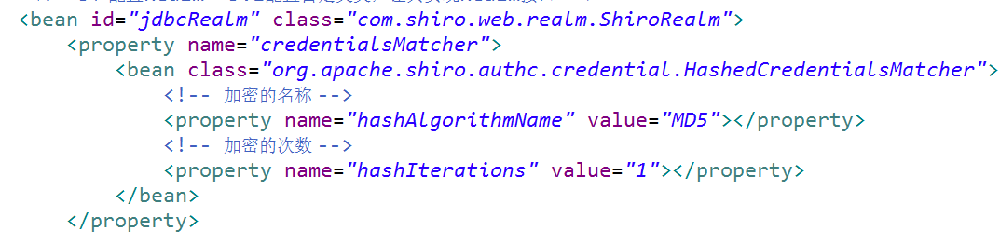 <bean id="jdbcRealm" class="com.shiro.web.realm.ShiroRealm">
<property name="credentialsMatcher">
<bean class="org.apache.shiro.authc.credential.HashedCredentialsMatcher">
<!-- 加密的名称 -->
<property name="hashAlgorithmName" value="MD5"></property>
<!-- 加密的次数 -->
<property name="hashIterations" value="1"></property>
</bean>
</property>